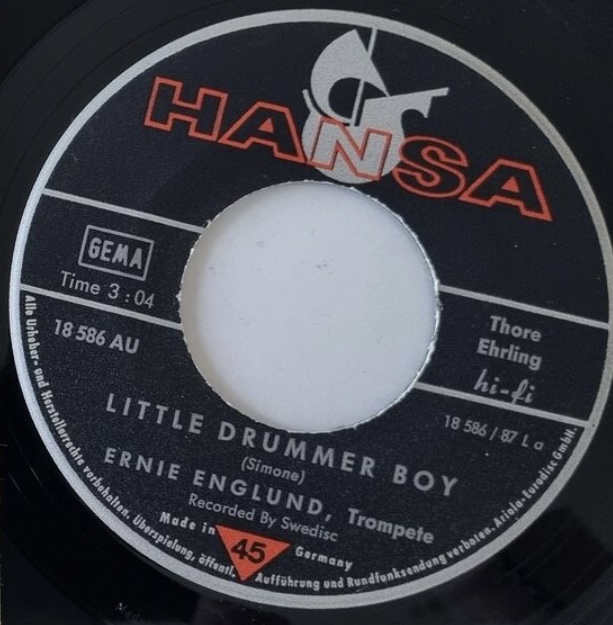 HANSA
GEMA
Time 3:04
18 586 AU
Thore
Ehrling
hi-fi
18 586/87 L a
LITTLE DRUMMER BOY
(Simone)
ERNIE ENGLUND, Trompete
Recorded By Swedisc
Made in Germany
45
Alle Urheber- und Herstellerrechte vorbehalten. Überspielung, öffentl. Aufführung und Rundfunksendung verboten. Ariola-Eurodisc GmbH.